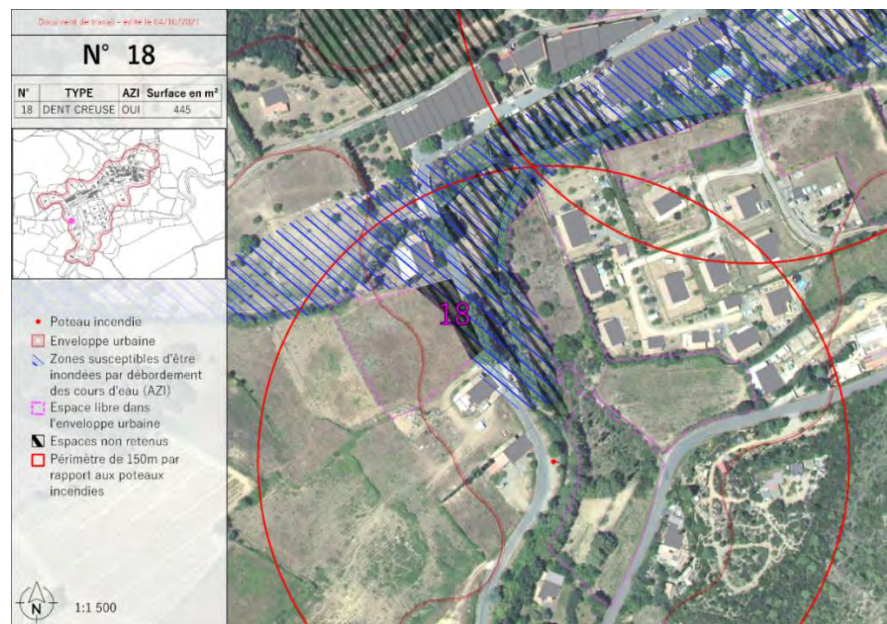 Document de travail - édité le 04/10/2021
N° 18
N° TYPE AZI Surface en m²
18 DENT CREUSE OUI 445
Poteau incendie
Enveloppe urbaine
Zones susceptibles d'être
inondées par débordement
des cours d'eau (AZI)
Espace libre dans
l'enveloppe urbaine
Espaces non retenus
Périmètre de 150m par
rapport aux poteaux
incendies
N
1:1 500
18